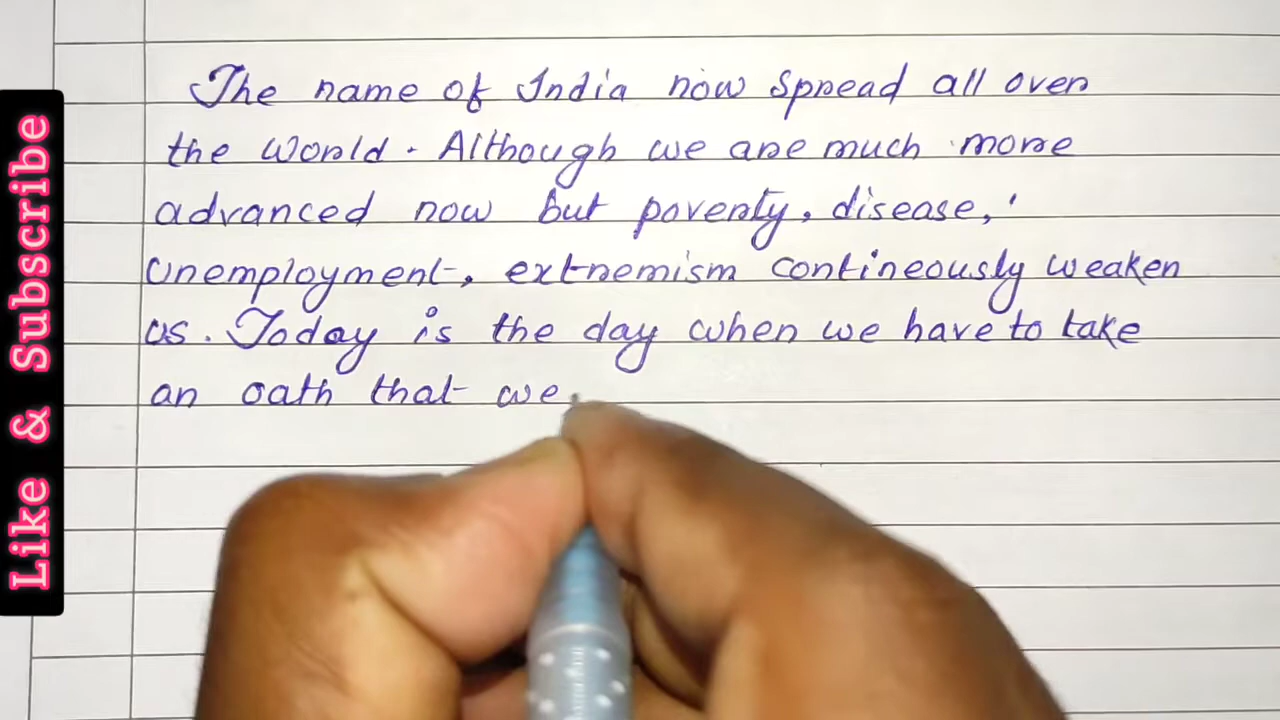 The name of India now spread all over
the world. Although we are much more
advanced now but poverty, disease,
unemployment, extremism contineously weaken
us. Today is the day when we have to take
an oath that we
Like & Subscribe